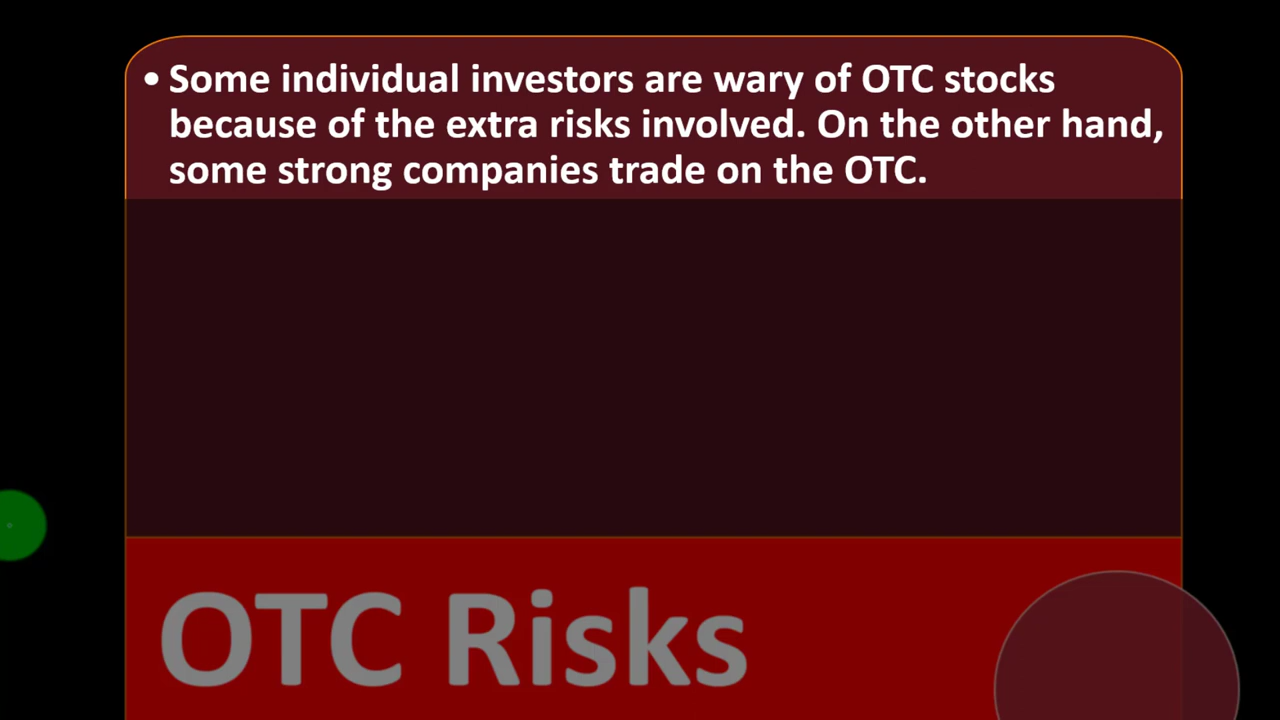 • Some individual investors are wary of OTC stocks
because of the extra risks involved. On the other hand,
some strong companies trade on the OTC.
OTC Risks